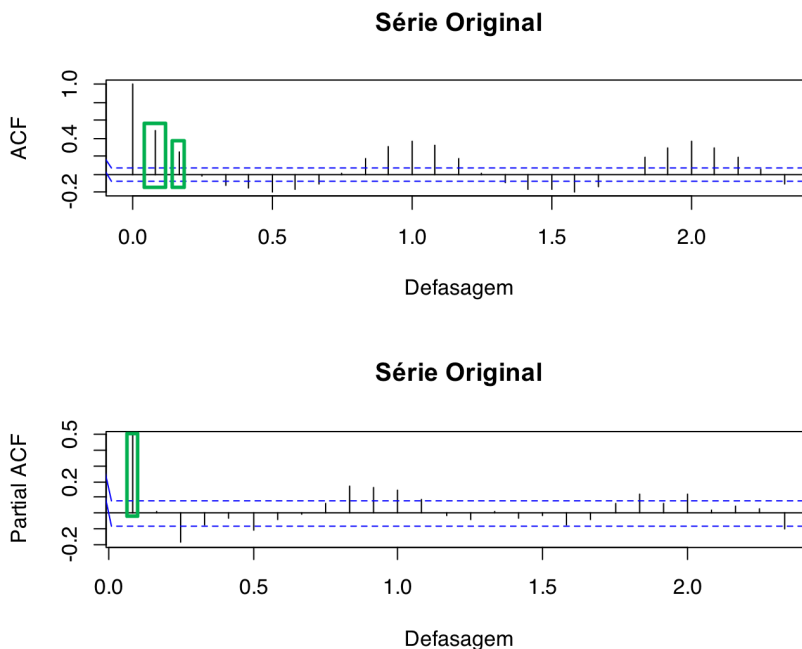 Série Original
ACF
1.0
0.4
-0.2
0.0 0.5 1.0 1.5 2.0
Defasagem
Série Original
Partial ACF
0.5
0.2
-0.2
0.0 0.5 1.0 1.5 2.0
Defasagem